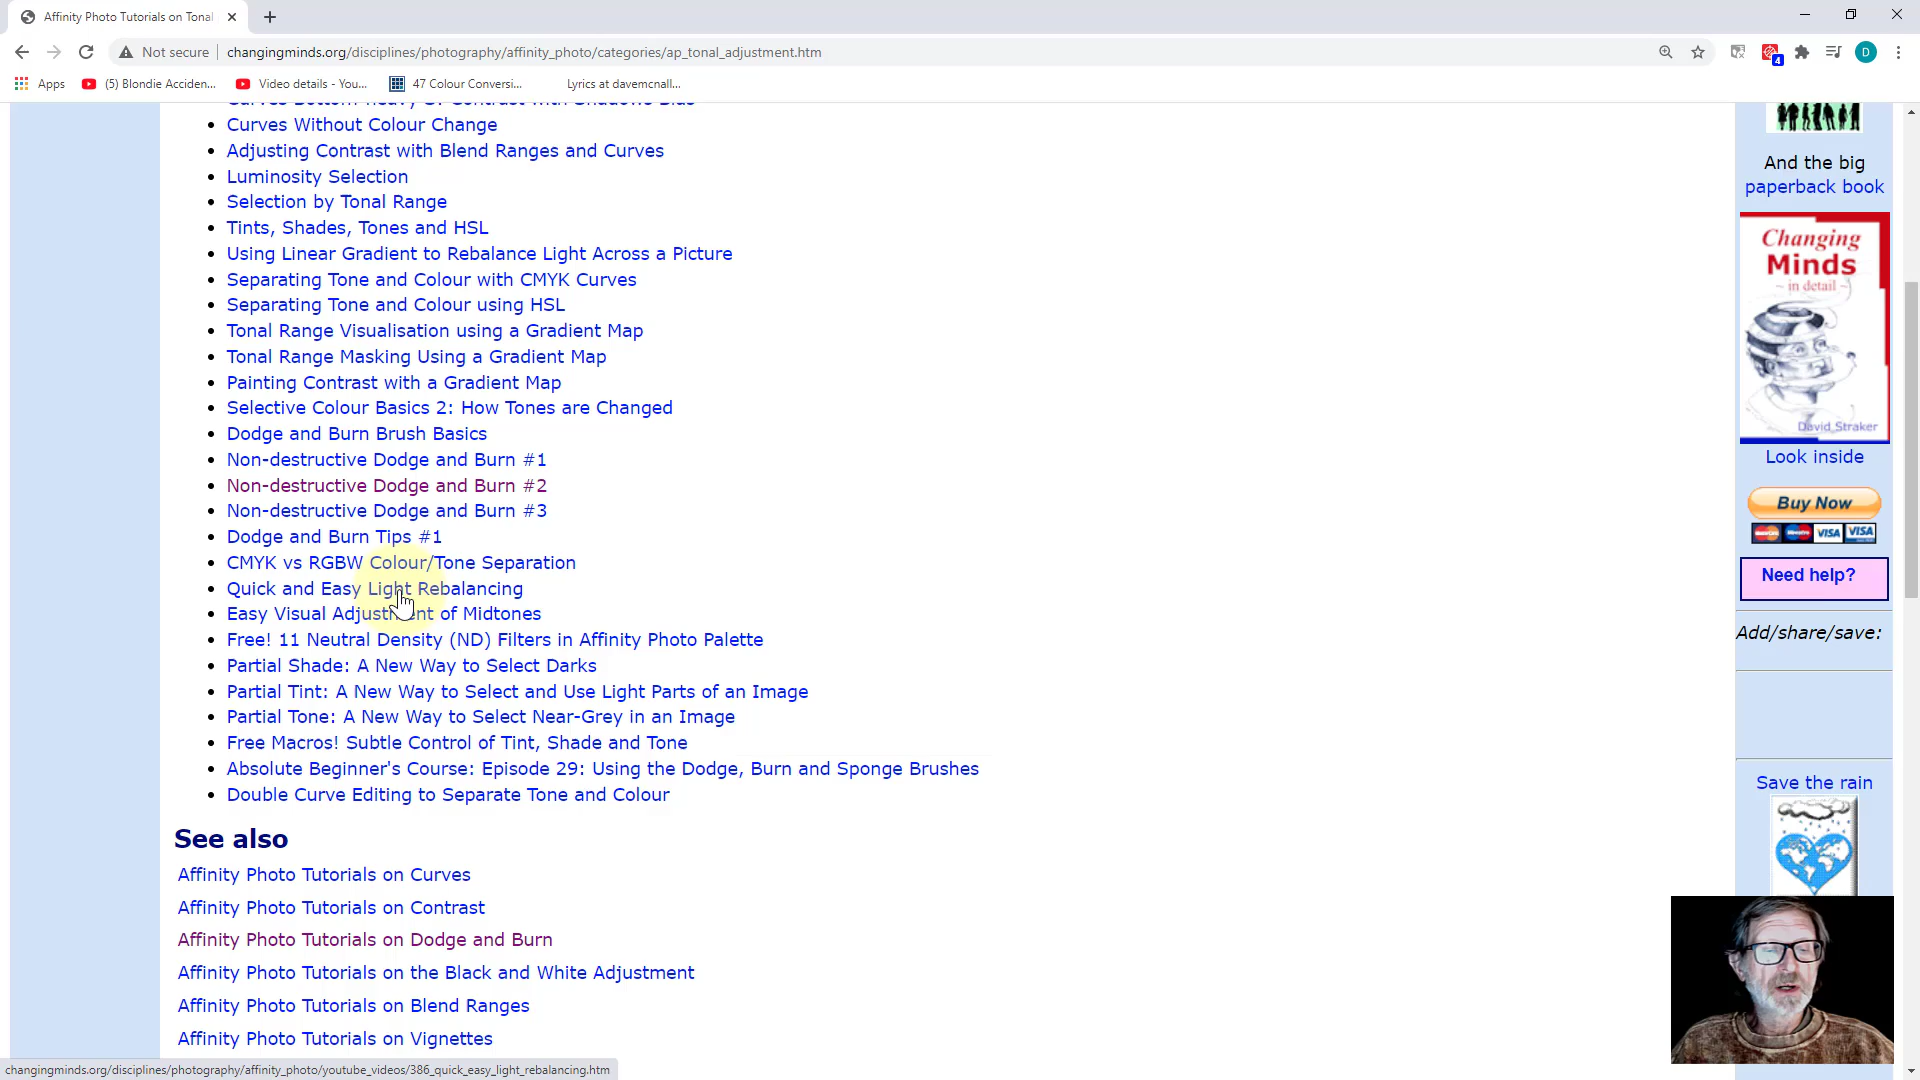 Affinity Photo Tutorials on Tonal
Not secure
changingminds.org/disciplines/photography/affinity_photo/categories/ap_tonal_adjustment.htm
4
D
Apps
(5) Blondie Acciden...
Video details - You...
47 Colour Conversi...
Lyrics at davemcnall...
Curves Bottom-heavy S: Contrast with Shadows Bias
Curves Without Colour Change
Adjusting Contrast with Blend Ranges and Curves
Luminosity Selection
Selection by Tonal Range
Tints, Shades, Tones and HSL
Using Linear Gradient to Rebalance Light Across a Picture
Separating Tone and Colour with CMYK Curves
Separating Tone and Colour using HSL
Tonal Range Visualisation using a Gradient Map
Tonal Range Masking Using a Gradient Map
Painting Contrast with a Gradient Map
Selective Colour Basics 2: How Tones are Changed
Dodge and Burn Brush Basics
Non-destructive Dodge and Burn #1
Non-destructive Dodge and Burn #2
Non-destructive Dodge and Burn #3
Dodge and Burn Tips #1
CMYK vs RGBW Colour/Tone Separation
Quick and Easy Light Rebalancing
Easy Visual Adjustment of Midtones
Free! 11 Neutral Density (ND) Filters in Affinity Photo Palette
Partial Shade: A New Way to Select Darks
Partial Tint: A New Way to Select and Use Light Parts of an Image
Partial Tone: A New Way to Select Near-Grey in an Image
Free Macros! Subtle Control of Tint, Shade and Tone
Absolute Beginner's Course: Episode 29: Using the Dodge, Burn and Sponge Brushes
Double Curve Editing to Separate Tone and Colour
See also
Affinity Photo Tutorials on Curves
Affinity Photo Tutorials on Contrast
Affinity Photo Tutorials on Dodge and Burn
Affinity Photo Tutorials on the Black and White Adjustment
Affinity Photo Tutorials on Blend Ranges
Affinity Photo Tutorials on Vignettes
And the big
paperback book
Changing
Minds
~ in detail ~
David Straker
Look inside
Buy Now
VISA
VISA
Need help?
Add/share/save:
Save the rain
changingminds.org/disciplines/photography/affinity_photo/youtube_videos/386_quick_easy_light_rebalancing.htm